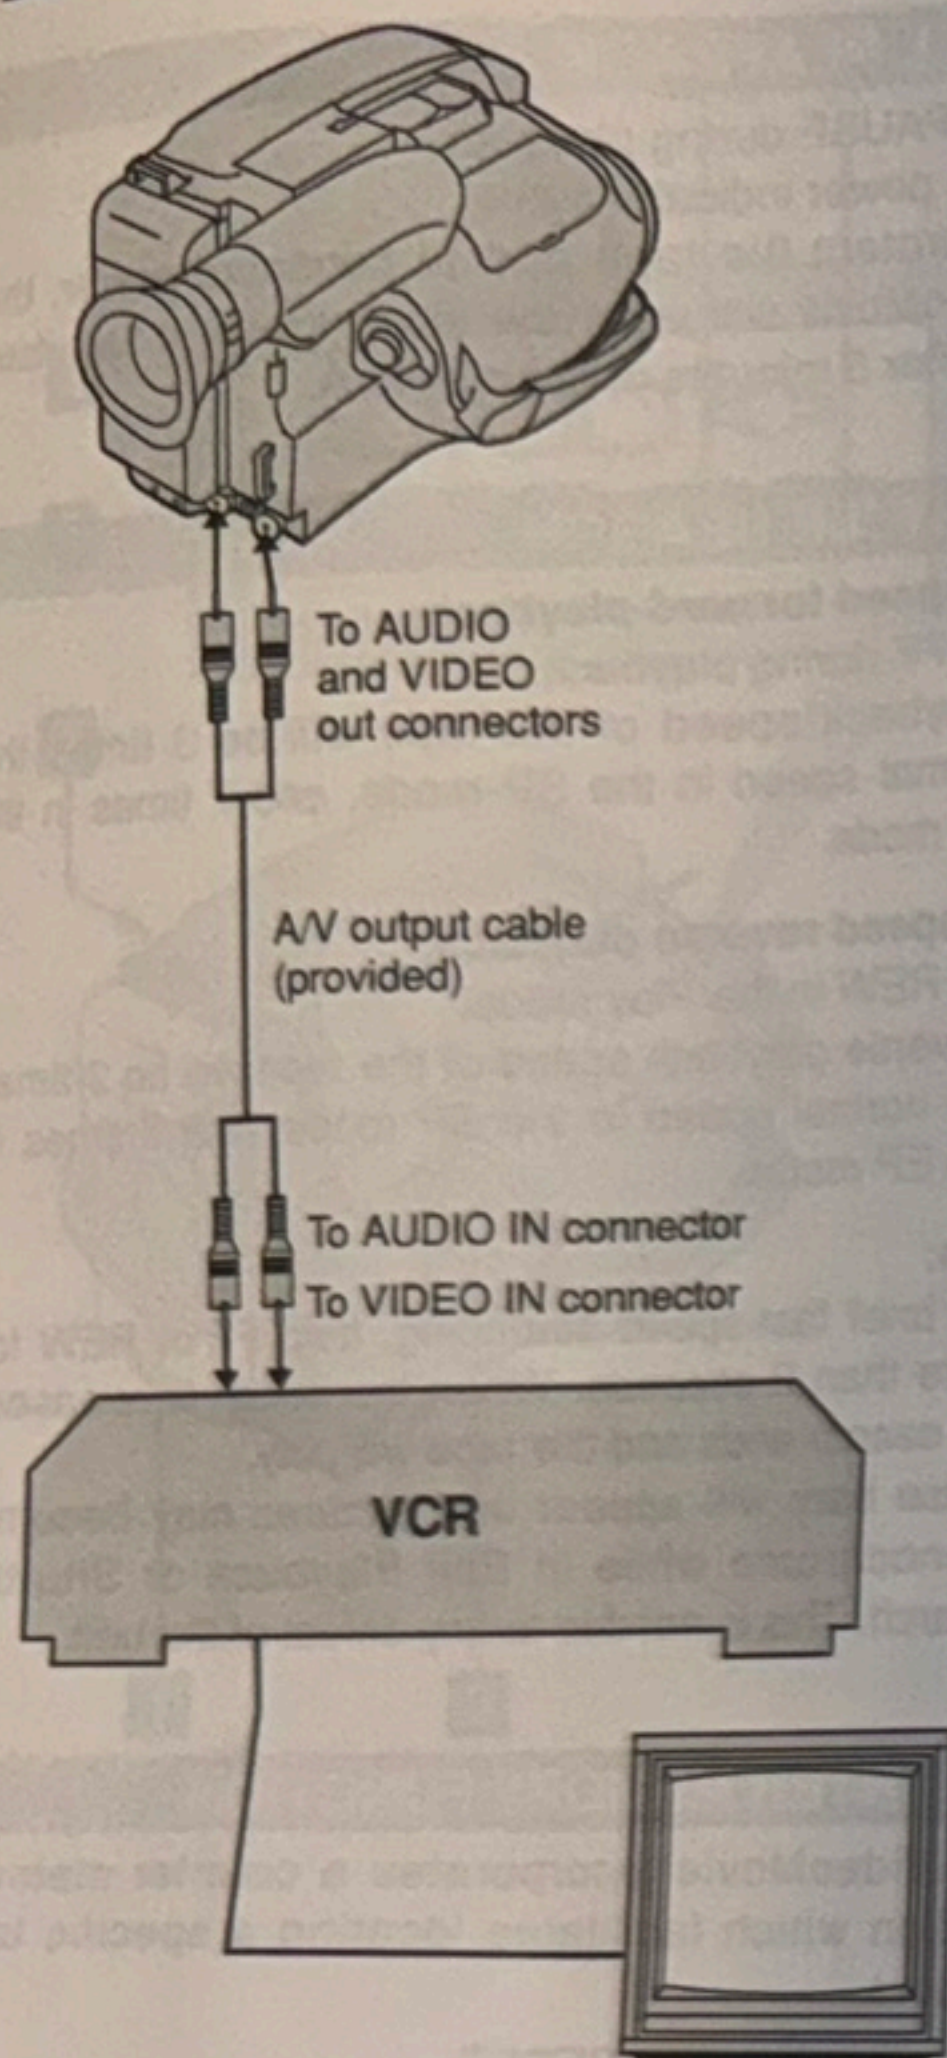 To AUDIO
and VIDEO
out connectors
A/V output cable
(provided)
To AUDIO IN connector
To VIDEO IN connector
VCR